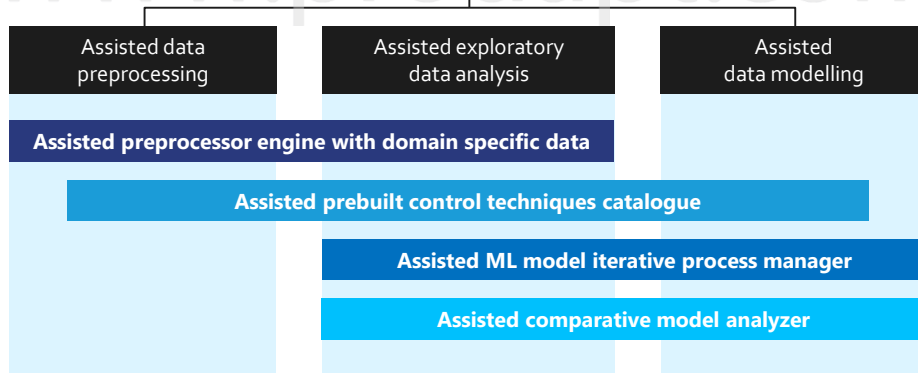 Assisted data
preprocessing
Assisted exploratory
data analysis
Assisted
data modelling
Assisted preprocessor engine with domain specific data
Assisted prebuilt control techniques catalogue
Assisted ML model iterative process manager
Assisted comparative model analyzer